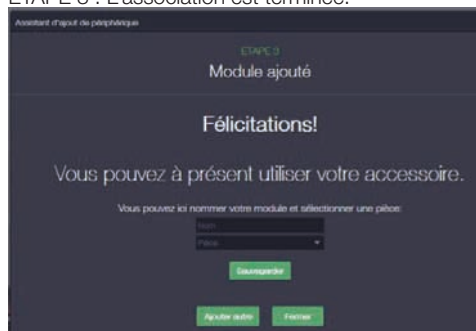 ETAPE 3 : L'association est terminée.
Assistant d'ajout de périphérique
ETAPE 3
Module ajouté
Félicitations!
Vous pouvez à présent utiliser votre accessoire.
Vous pouvez ici nommer votre module et sélectionner une pièce:
Nom
Pièce
Sauvegarder
Ajouter autre Fermer